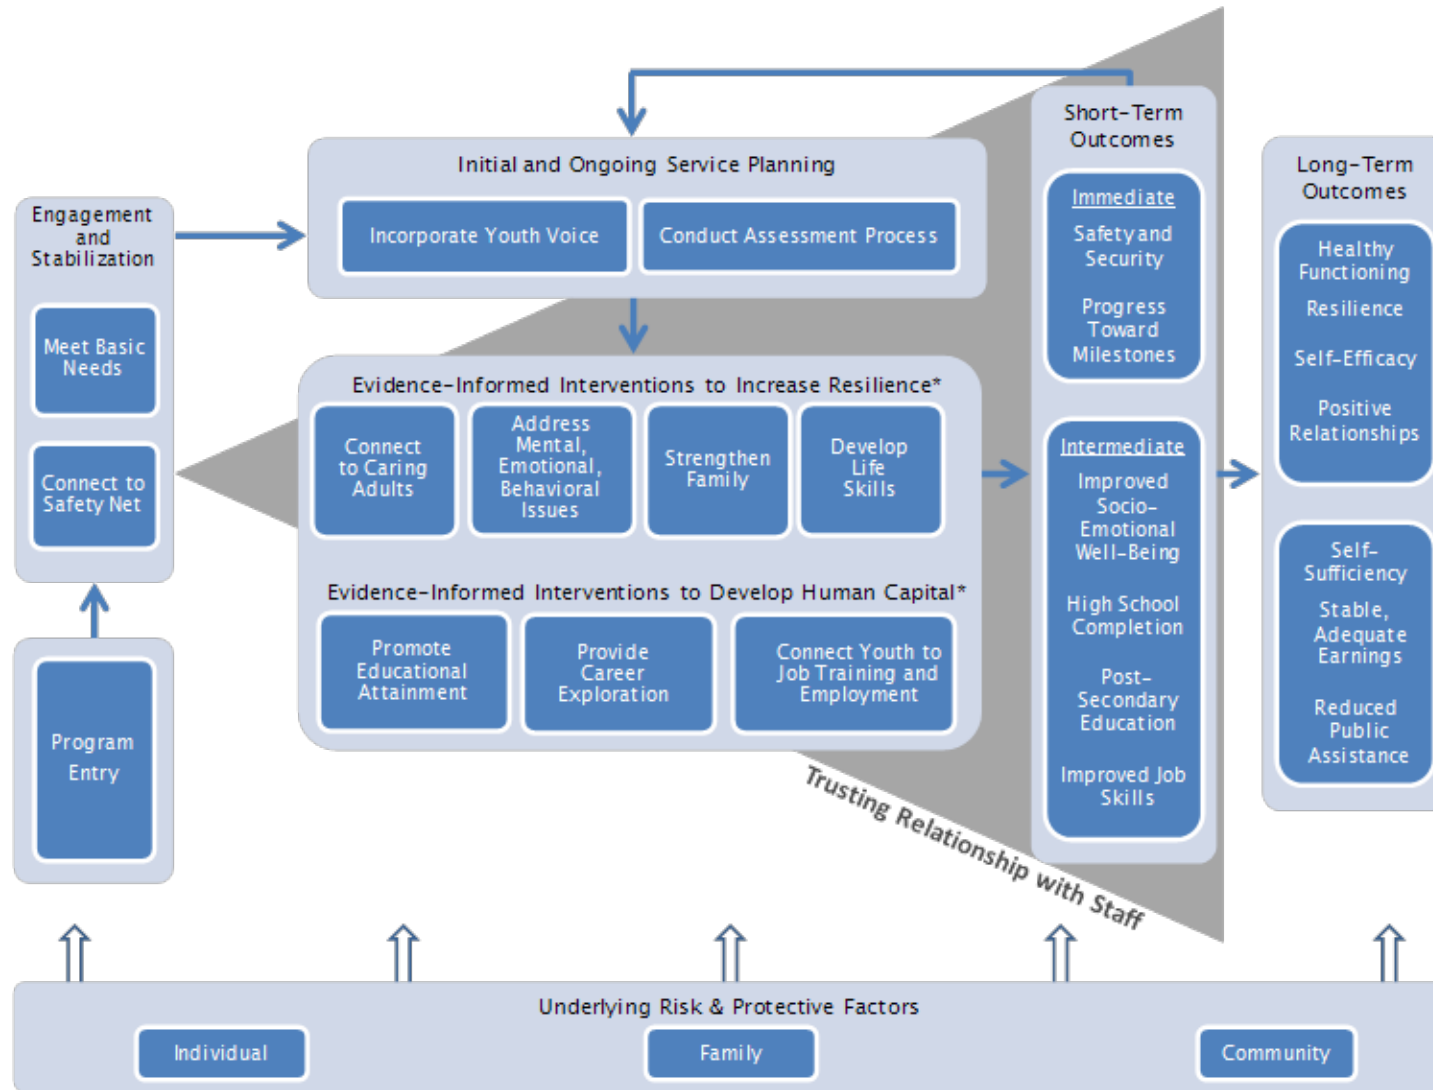 Engagement
and
Stabilization
Meet Basic
Needs
Connect to
Safety Net
Program
Entry
Initial and Ongoing Service Planning
Incorporate Youth Voice
Conduct Assessment Process
Evidence-Informed Interventions to Increase Resilience*
Connect
to Caring
Adults
Address
Mental,
Emotional,
Behavioral
Issues
Strengthen
Family
Develop
Life
Skills
Evidence-Informed Interventions to Develop Human Capital*
Promote
Educational
Attainment
Provide
Career
Exploration
Connect Youth to
Job Training and
Employment
Trusting Relationship with Staff
Short-Term
Outcomes
Immediate
Safety and
Security
Progress
Toward
Milestones
Intermediate
Improved
Socio-
Emotional
Well-Being
High School
Completion
Post-
Secondary
Education
Improved Job
Skills
Long-Term
Outcomes
Healthy
Functioning
Resilience
Self-Efficacy
Positive
Relationships
Self-
Sufficiency
Stable,
Adequate
Earnings
Reduced
Public
Assistance
Underlying Risk & Protective Factors
Individual
Family
Community